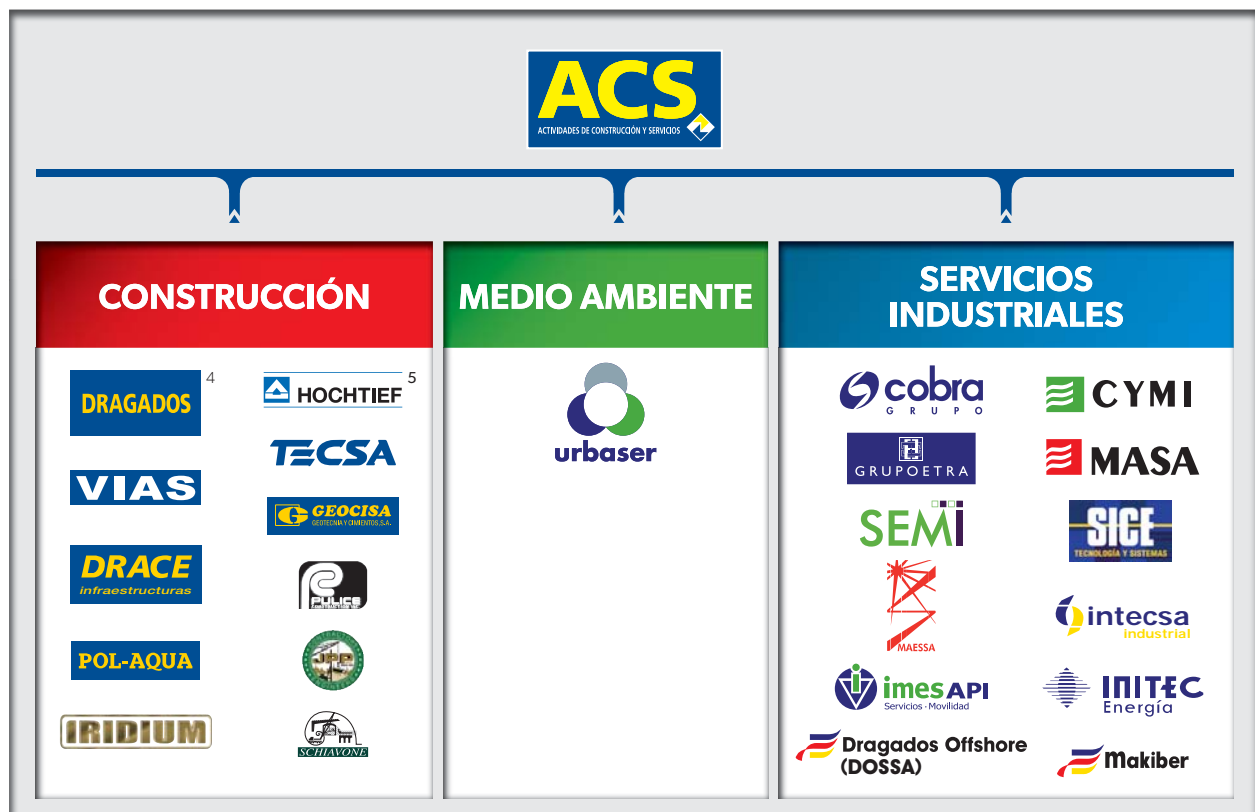 ACS
ACTIVIDADES DE CONSTRUCCIÓN Y SERVICIOS
CONSTRUCCIÓN
DRAGADOS 4
HOCHTIEF 5
TECSA
VIAS
GEOCISA
GEOTECNIA Y CIMIENTOS, S.A.
DRACE
infraestructuras
PULICE
POL-AQUA
JPP
IRIDIUM
SCHIAVONE
MEDIO AMBIENTE
urbaser
SERVICIOS
INDUSTRIALES
cobra
GRUPO
CYMI
GRUPOETRA
MASA
SEMI
SICE
TECNOLOGÍA Y SISTEMAS
MAESSA
intecsa
industrial
imesAPI
Servicios · Movilidad
INITEC
Energía
Dragados Offshore
(DOSSA)
Makiber